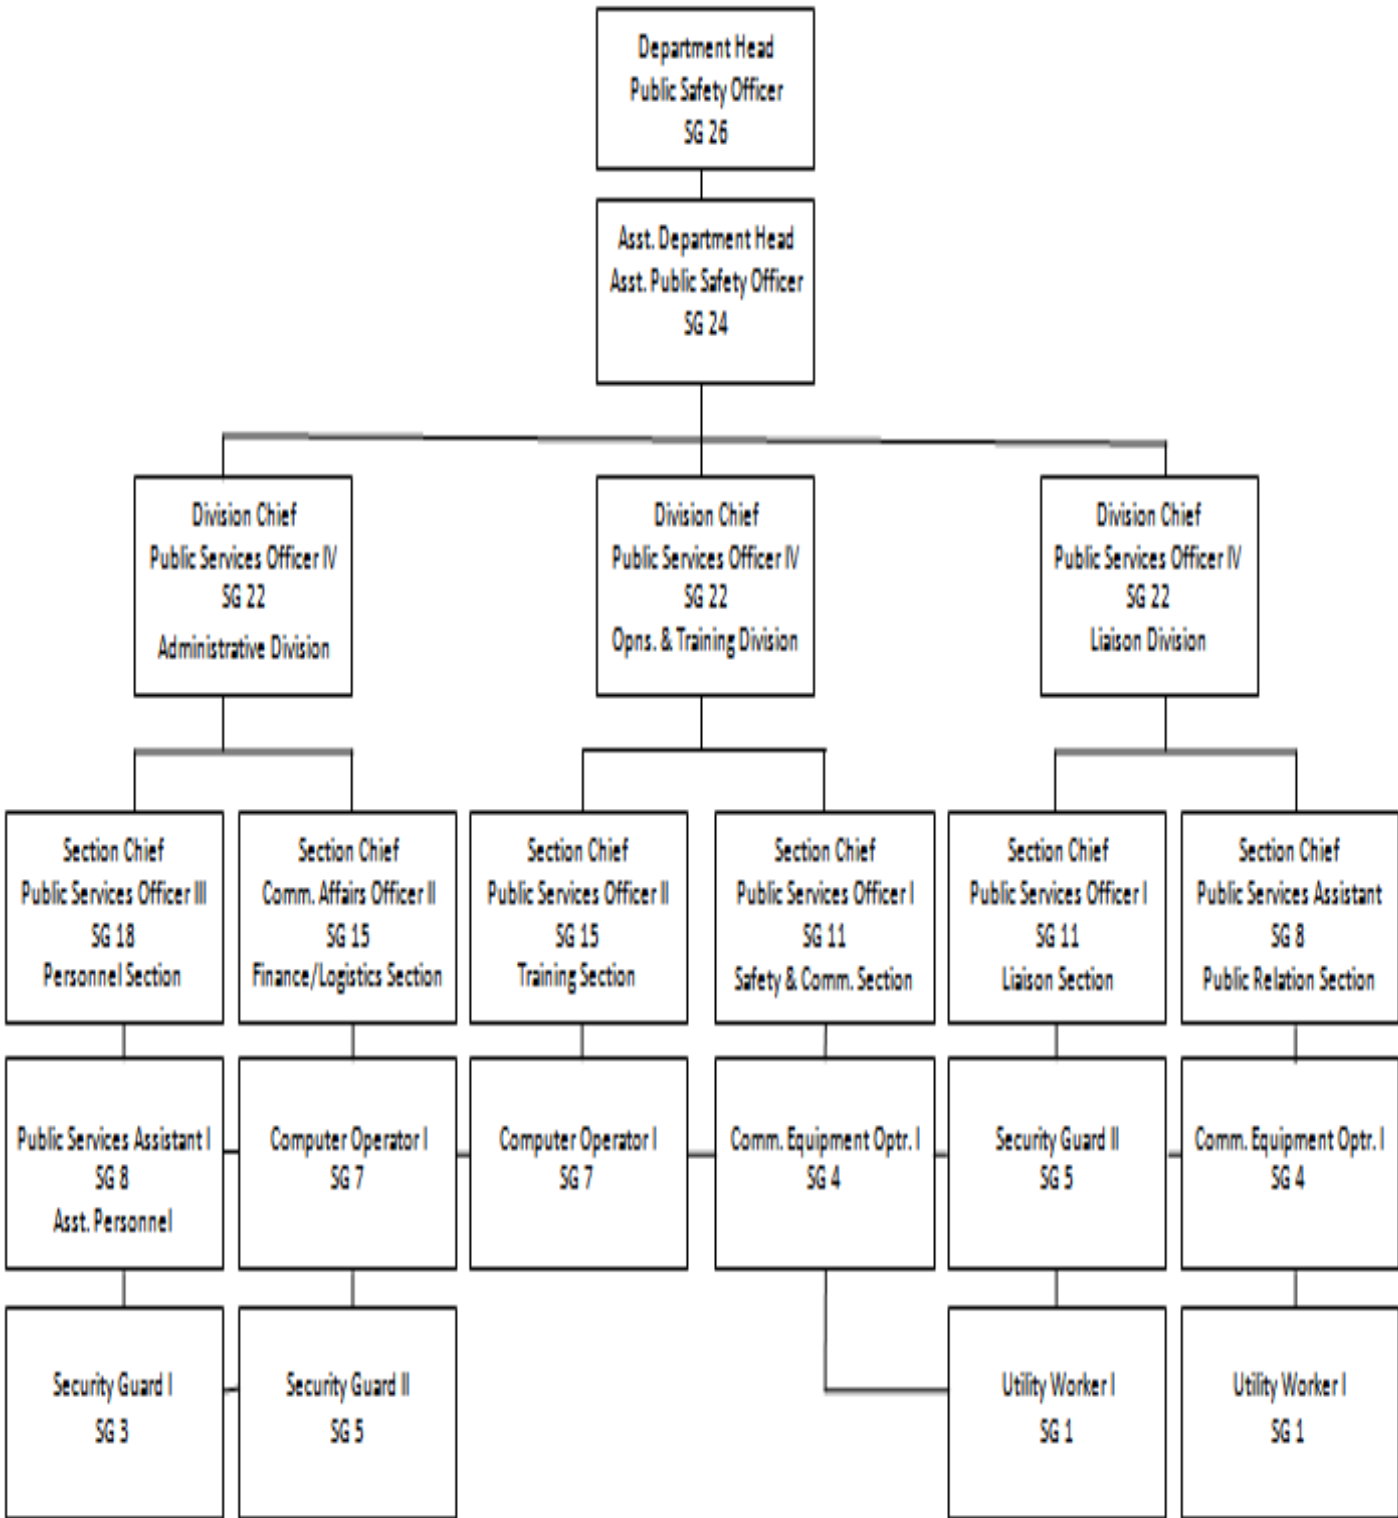 Department Head
Public Safety Officer
SG 26
Asst. Department Head
Asst. Public Safety Officer
SG 24
Division Chief
Public Services Officer IV
SG 22
Administrative Division
Division Chief
Public Services Officer IV
SG 22
Opns. & Training Division
Division Chief
Public Services Officer IV
SG 22
Liaison Division
Section Chief
Public Services Officer III
SG 18
Personnel Section
Section Chief
Comm. Affairs Officer II
SG 15
Finance/Logistics Section
Section Chief
Public Services Officer II
SG 15
Training Section
Section Chief
Public Services Officer I
SG 11
Safety & Comm. Section
Section Chief
Public Services Officer I
SG 11
Liaison Section
Section Chief
Public Services Assistant
SG 8
Public Relation Section
Public Services Assistant I
SG 8
Asst. Personnel
Computer Operator I
SG 7
Computer Operator I
SG 7
Comm. Equipment Optr. I
SG 4
Security Guard II
SG 5
Comm. Equipment Optr. I
SG 4
Security Guard I
SG 3
Security Guard II
SG 5
Utility Worker I
SG 1
Utility Worker I
SG 1